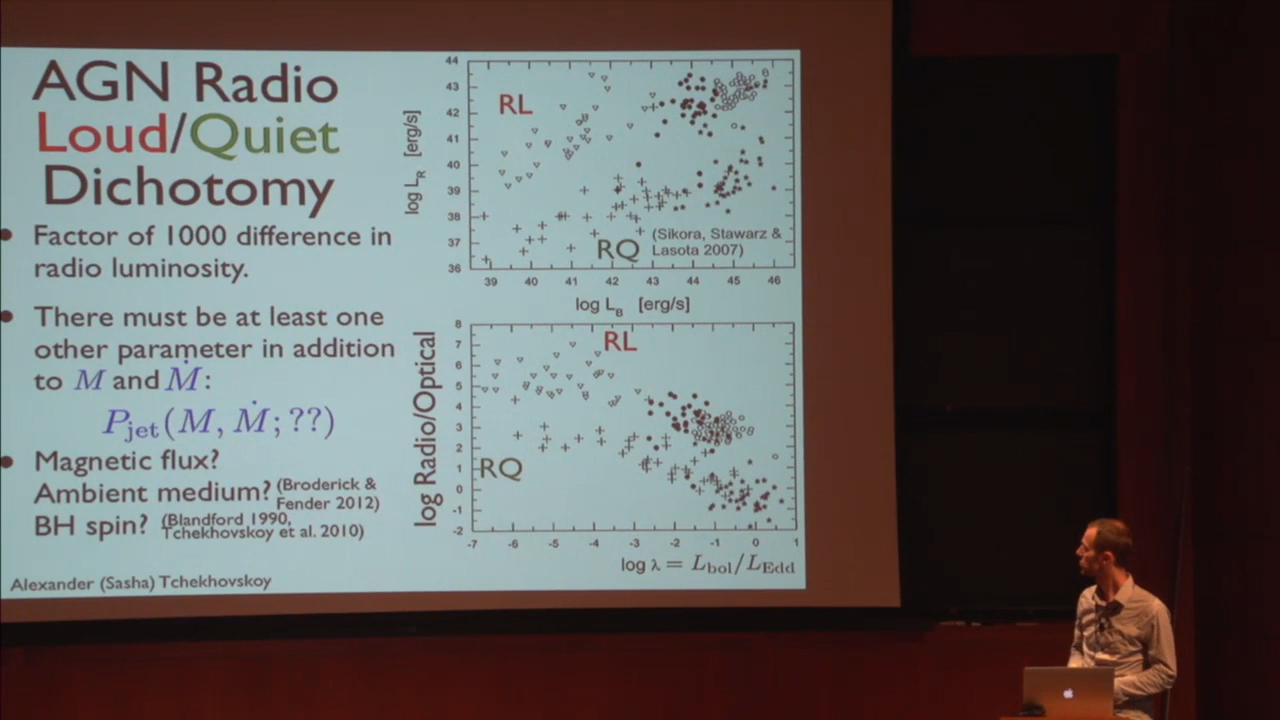 AGN Radio
Loud/Quiet
Dichotomy
• Factor of 1000 difference in
radio luminosity.
• There must be at least one
other parameter in addition
to M and Ṁ:
P_jet(M, Ṁ; ??)
• Magnetic flux?
Ambient medium? (Broderick &
Fender 2012)
BH spin? (Blandford 1990,
Tchekhovskoy et al. 2010)
Alexander (Sasha) Tchekhovskoy
log L_R [erg/s]
44
43
42
41
40
39
38
37
36
RL
RQ
(Sikora, Stawarz &
Lasota 2007)
39 40 41 42 43 44 45 46
log L_B [erg/s]
log Radio/Optical
8
7
6
5
4
3
2
1
0
-1
-2
RL
RQ
-7 -6 -5 -4 -3 -2 -1 0 1
log λ = L_bol/L_Edd